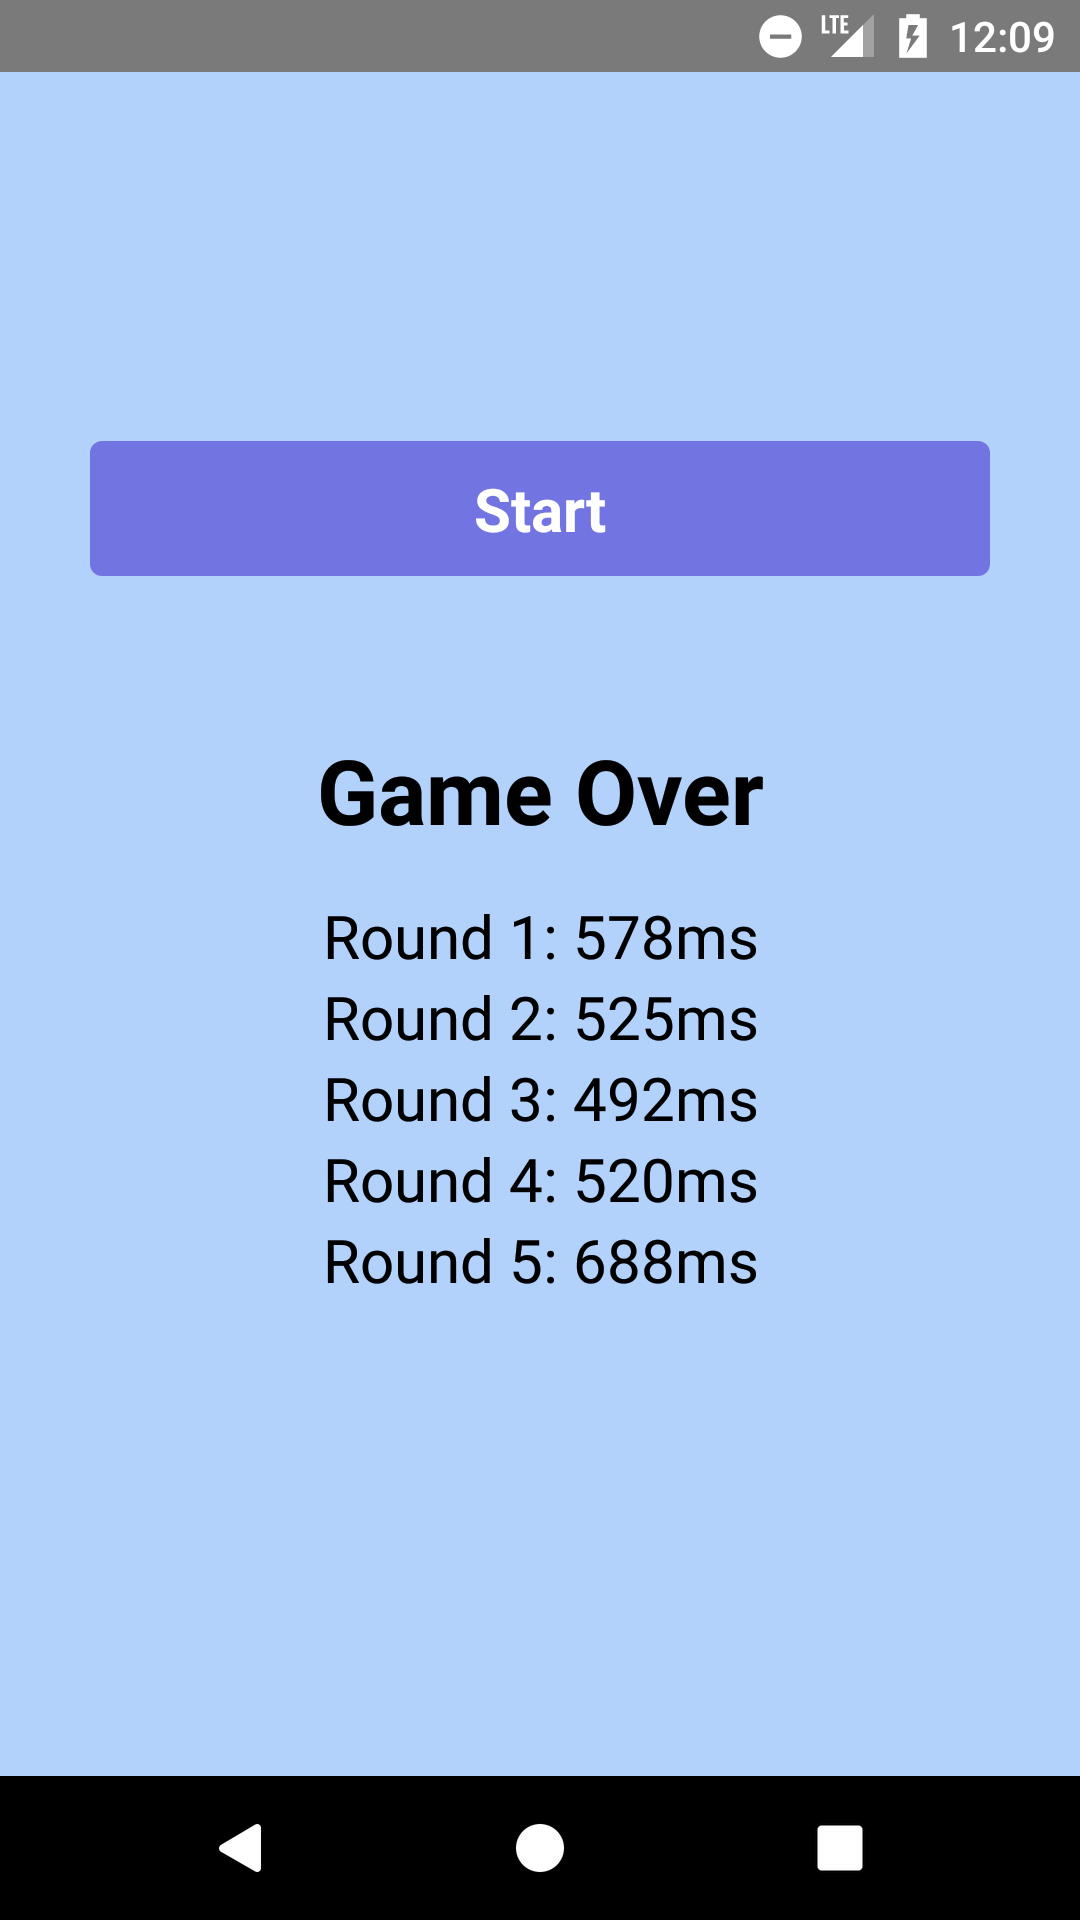 LTE 12:09
Start
Game Over
Round 1: 578ms
Round 2: 525ms
Round 3: 492ms
Round 4: 520ms
Round 5: 688ms